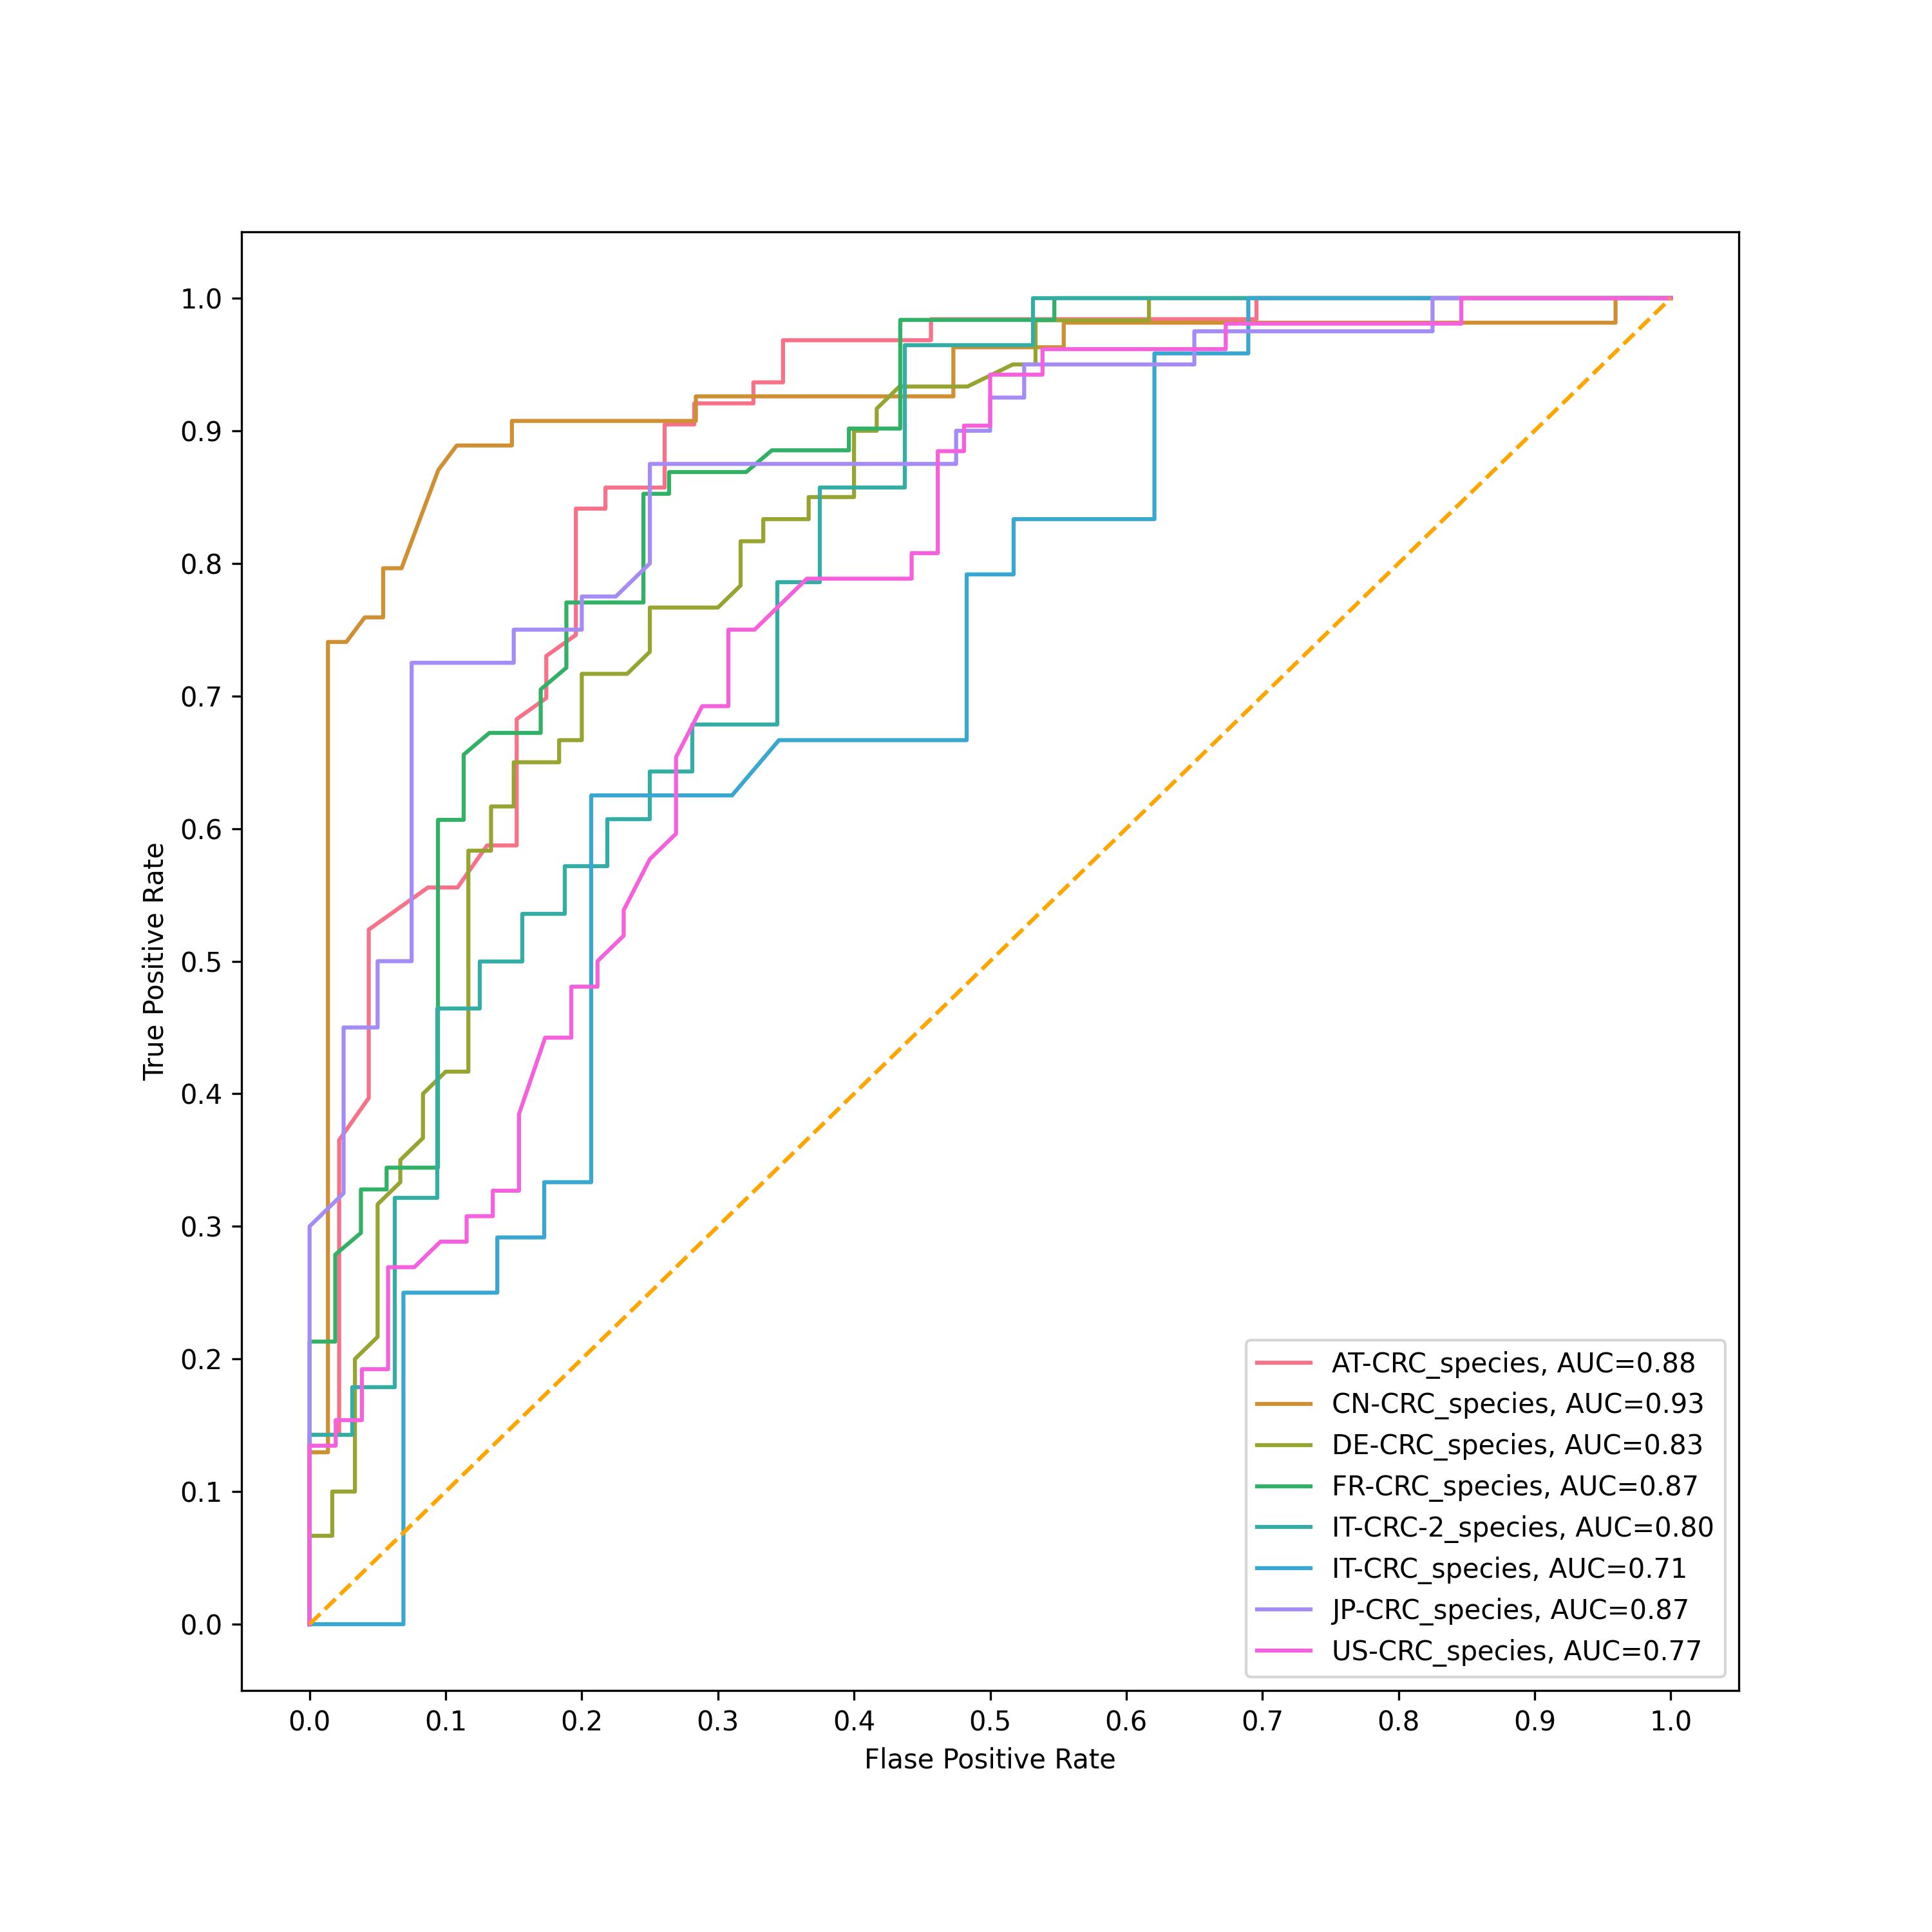 1.0
0.9
0.8
0.7
0.6
0.5
0.4
0.3
0.2
0.1
0.0
True Positive Rate
0.0 0.1 0.2 0.3 0.4 0.5 0.6 0.7 0.8 0.9 1.0
Flase Positive Rate
AT-CRC_species, AUC=0.88
CN-CRC_species, AUC=0.93
DE-CRC_species, AUC=0.83
FR-CRC_species, AUC=0.87
IT-CRC-2_species, AUC=0.80
IT-CRC_species, AUC=0.71
JP-CRC_species, AUC=0.87
US-CRC_species, AUC=0.77